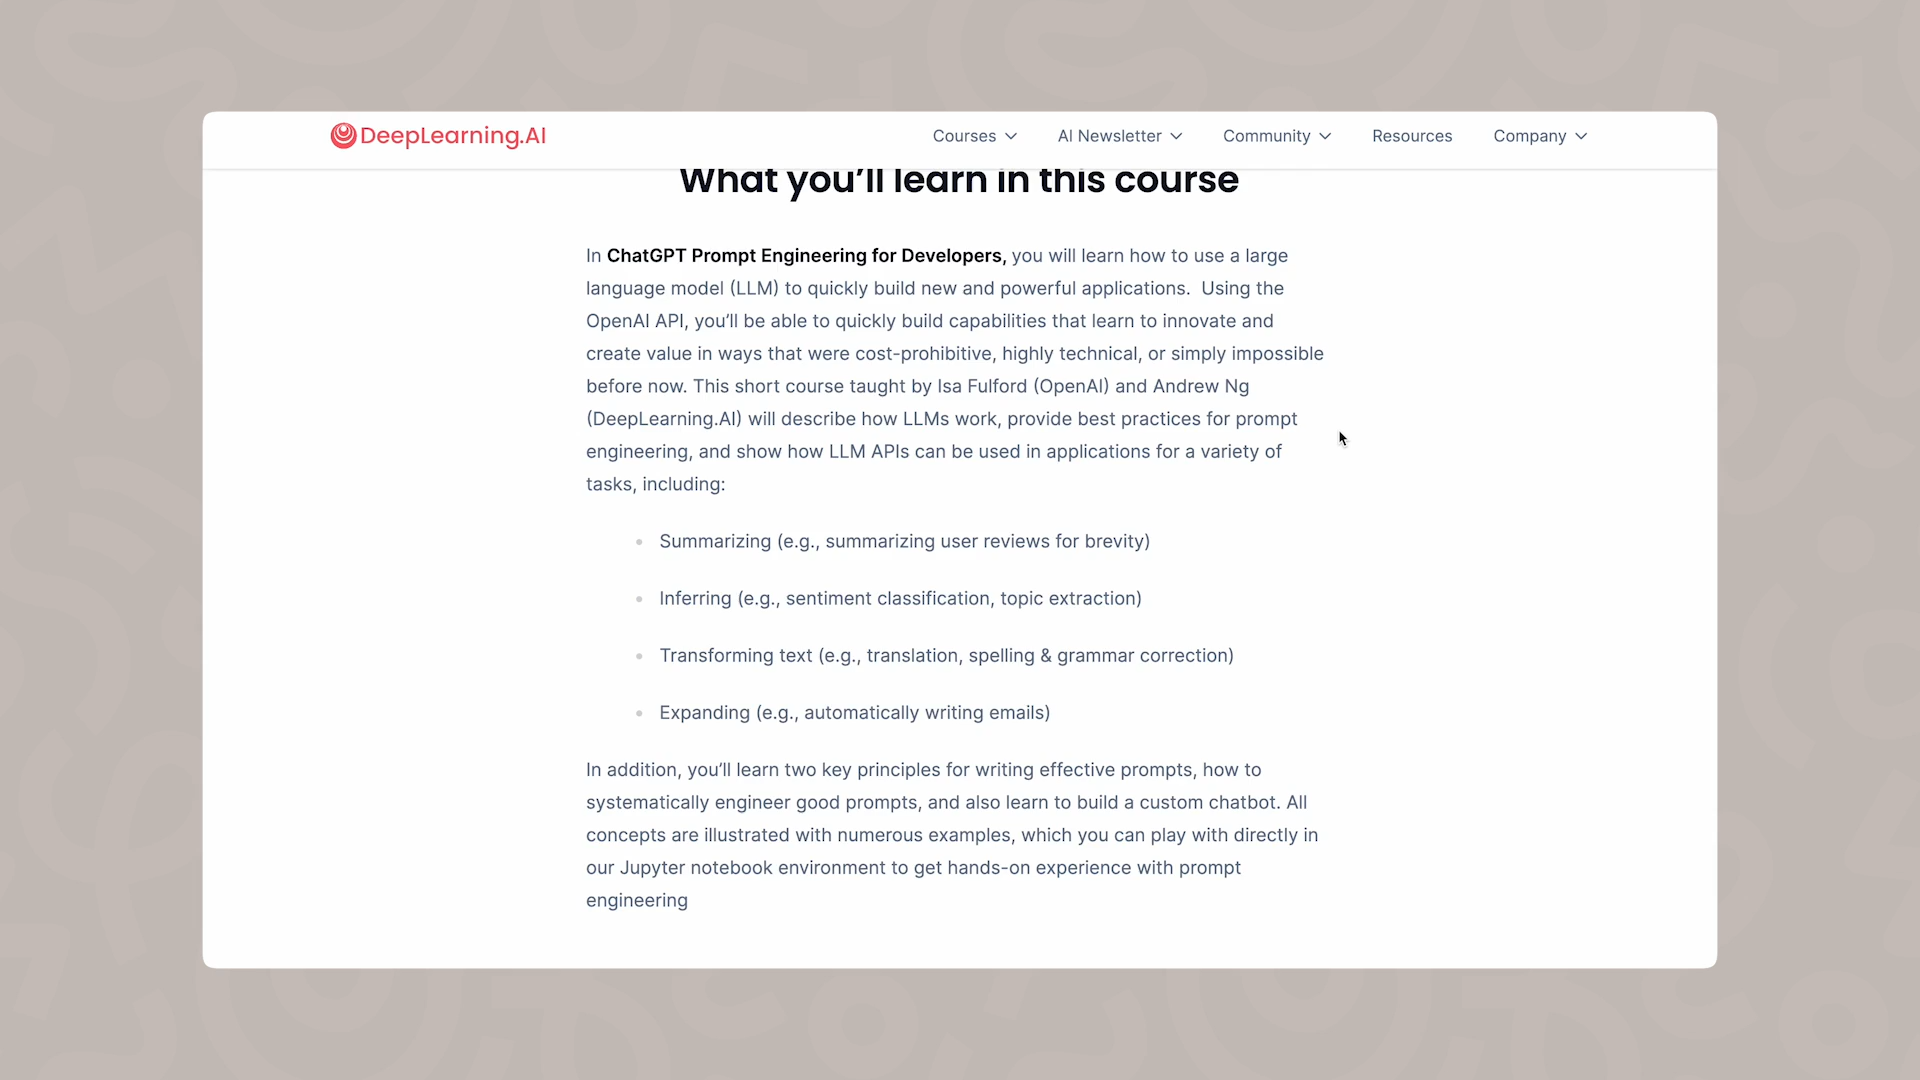 DeepLearning.AI
Courses
AI Newsletter
Community
Resources
Company
What you’ll learn in this course
In ChatGPT Prompt Engineering for Developers, you will learn how to use a large
language model (LLM) to quickly build new and powerful applications.  Using the
OpenAI API, you’ll be able to quickly build capabilities that learn to innovate and
create value in ways that were cost-prohibitive, highly technical, or simply impossible
before now. This short course taught by Isa Fulford (OpenAI) and Andrew Ng
(DeepLearning.AI) will describe how LLMs work, provide best practices for prompt
engineering, and show how LLM APIs can be used in applications for a variety of
tasks, including:
Summarizing (e.g., summarizing user reviews for brevity)
Inferring (e.g., sentiment classification, topic extraction)
Transforming text (e.g., translation, spelling & grammar correction)
Expanding (e.g., automatically writing emails)
In addition, you’ll learn two key principles for writing effective prompts, how to
systematically engineer good prompts, and also learn to build a custom chatbot. All
concepts are illustrated with numerous examples, which you can play with directly in
our Jupyter notebook environment to get hands-on experience with prompt
engineering